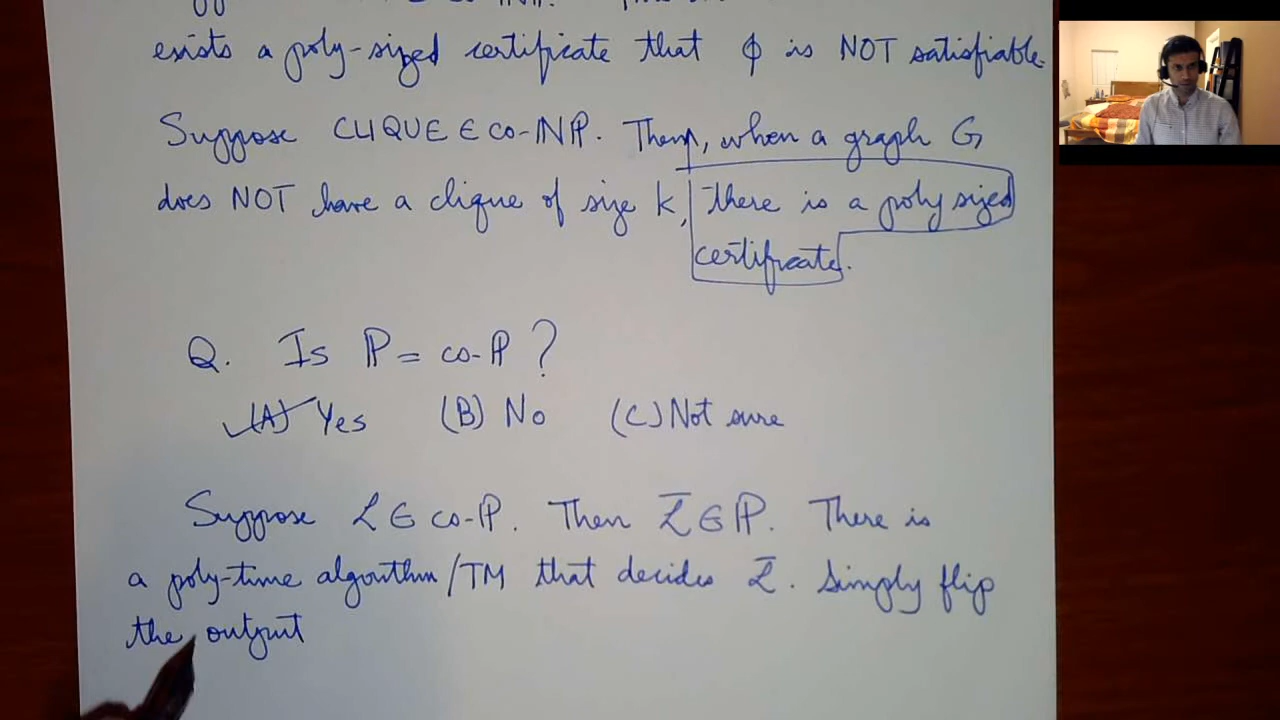 exists a poly-sized certificate that ϕ is NOT satisfiable.
Suppose CLIQUE ∈ co-ℕℙ. Then, when a graph G
does NOT have a clique of size k, there is a poly sized
certificate.
Q. Is ℙ = co-ℙ ?
(A) Yes (B) No (C) Not sure
Suppose L ∈ co-ℙ. Then L̅ ∈ ℙ. There is
a poly-time algorithm/TM that decides L̅. Simply flip
the output